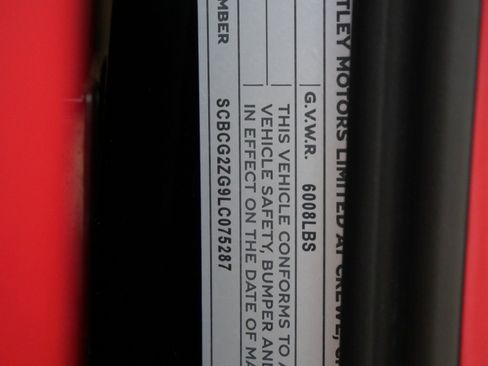 TLEY MOTORS LIMITED AT CREWE,
G.V.W.R. 6008LBS
THIS VEHICLE CONFORMS TO A
VEHICLE SAFETY, BUMPER AND
IN EFFECT ON THE DATE OF MA
MBER SCBCG2ZG9LC075287